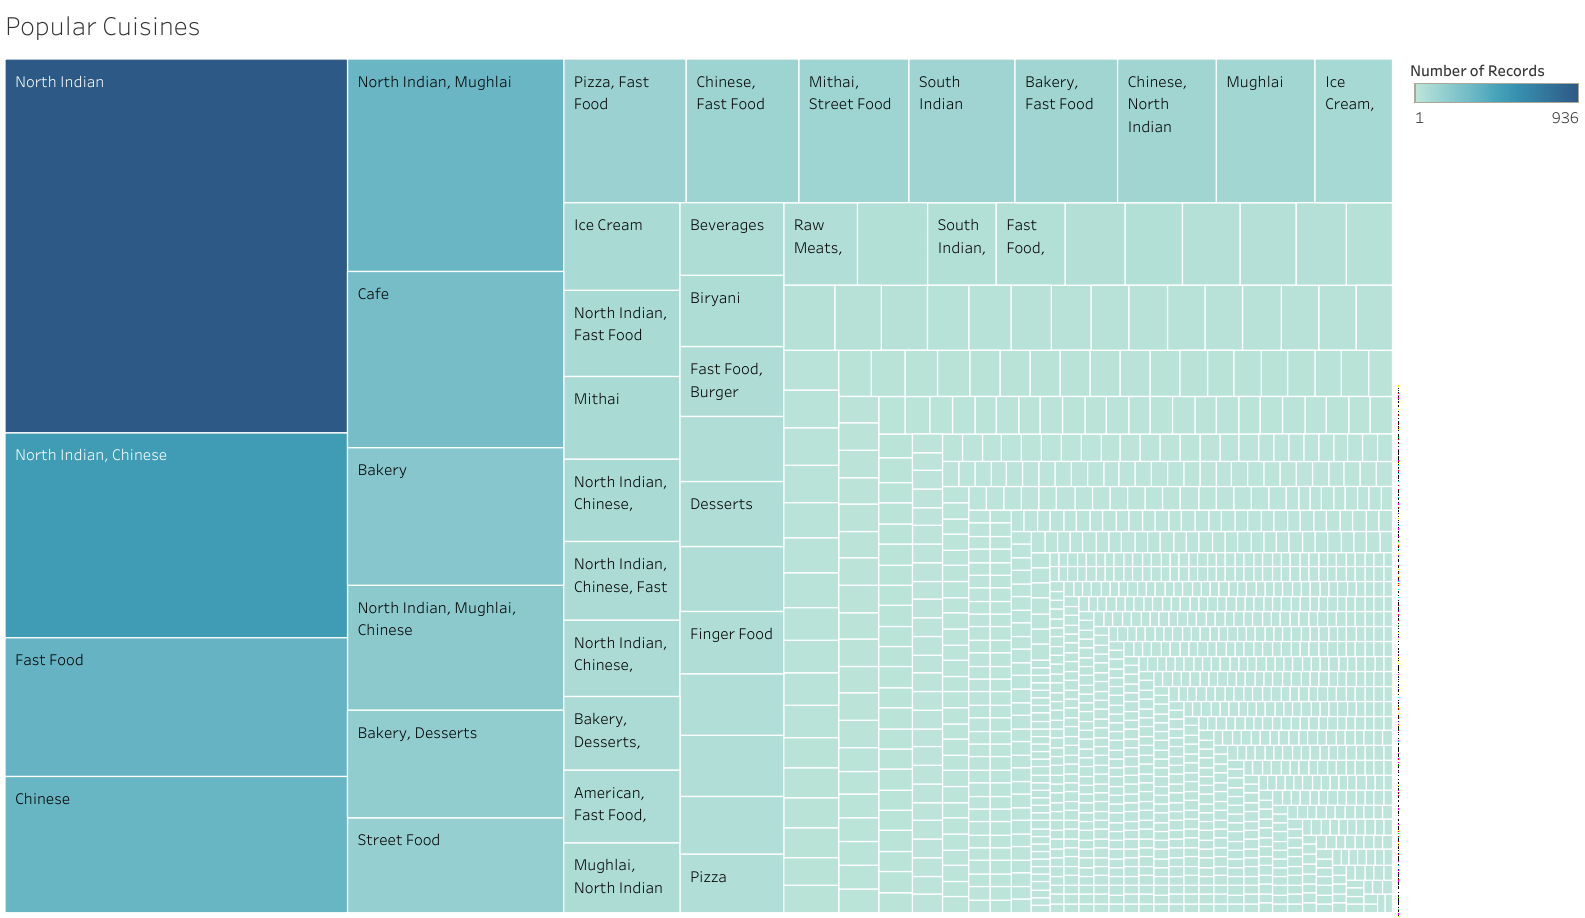 Popular Cuisines
North Indian
North Indian, Chinese
Fast Food
Chinese
North Indian, Mughlai
Cafe
Bakery
North Indian, Mughlai,
Chinese
Bakery, Desserts
Street Food
Pizza, Fast
Food
Chinese,
Fast Food
Mithai,
Street Food
South
Indian
Bakery,
Fast Food
Chinese,
North
Indian
Mughlai
Ice
Cream,
Ice Cream
North Indian,
Fast Food
Mithai
North Indian,
Chinese,
North Indian,
Chinese, Fast
North Indian,
Chinese,
Bakery,
Desserts,
American,
Fast Food,
Mughlai,
North Indian
Beverages
Biryani
Fast Food,
Burger
Desserts
Finger Food
Pizza
Raw
Meats,
South
Indian,
Fast
Food,
Number of Records
1
936